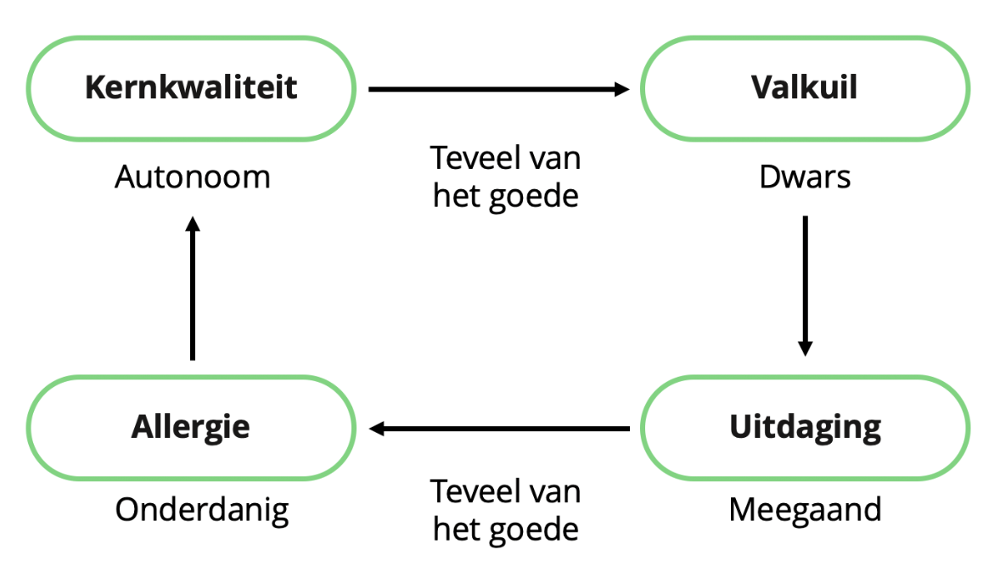 Kernkwaliteit
Valkuil
Autonoom
Teveel van
het goede
Dwars
Allergie
Uitdaging
Onderdanig
Teveel van
het goede
Meegaand